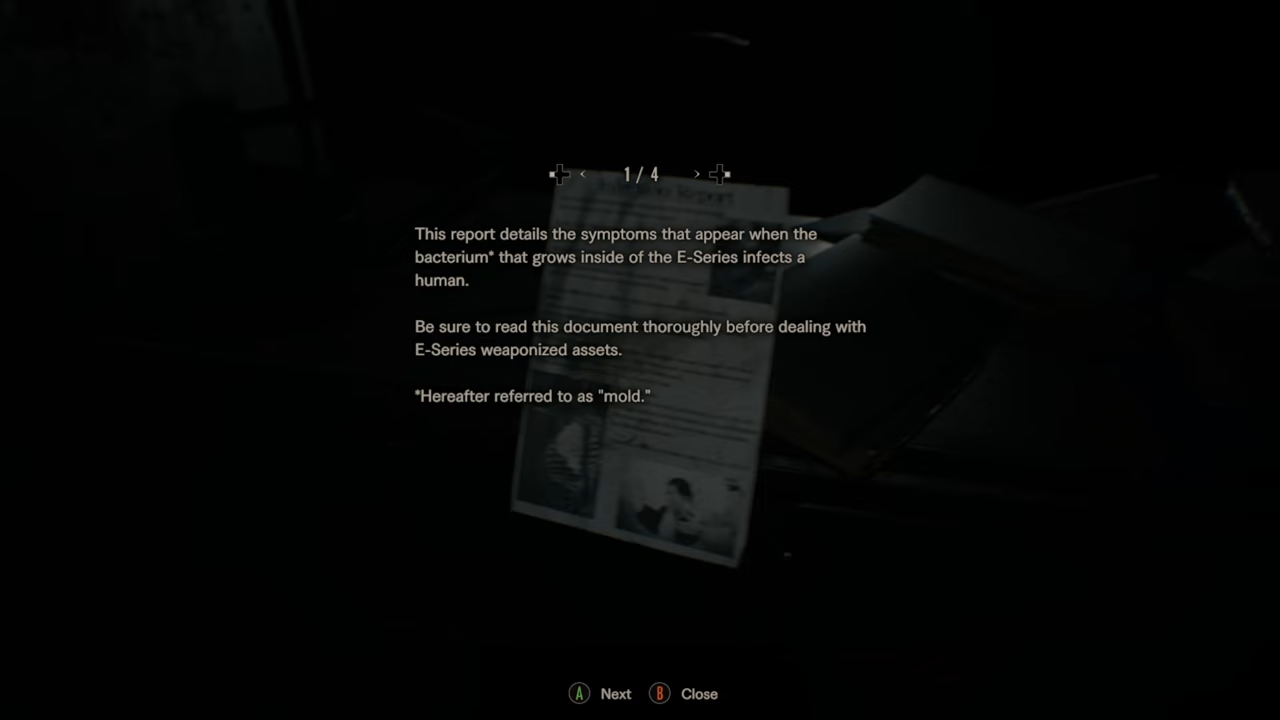 < 1 / 4 >
This report details the symptoms that appear when the
bacterium* that grows inside of the E-Series infects a
human.
Be sure to read this document thoroughly before dealing with
E-Series weaponized assets.
*Hereafter referred to as "mold."
A Next B Close